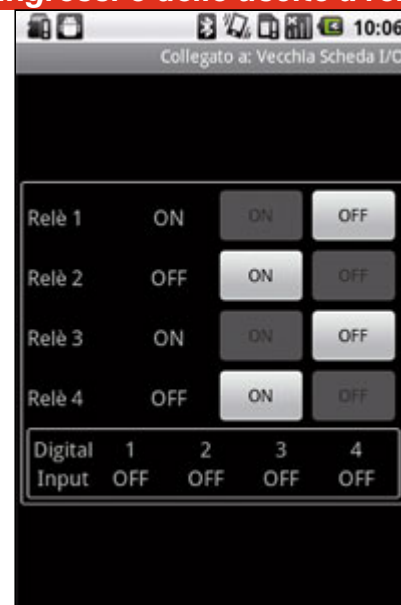 10:06
Collegato a: Vecchia Scheda I/O
Relè 1 ON ON OFF
Relè 2 OFF ON OFF
Relè 3 ON ON OFF
Relè 4 OFF ON OFF
Digital 1 2 3 4
Input OFF OFF OFF OFF